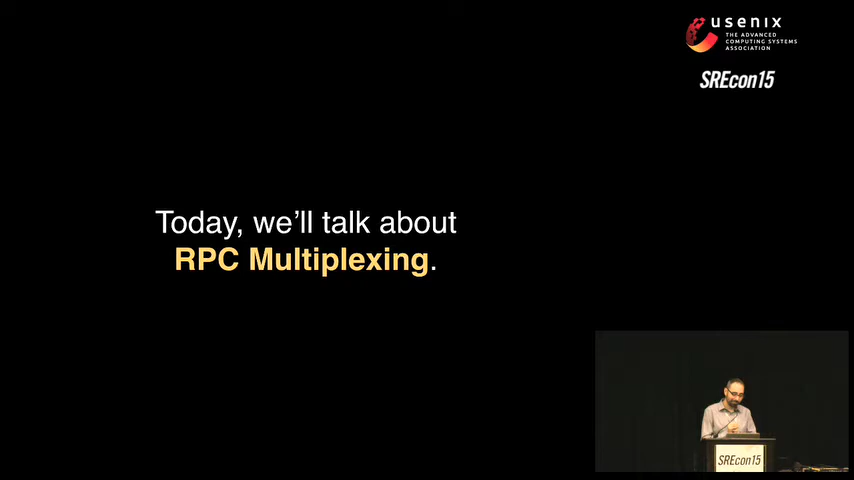 usenix
THE ADVANCED
COMPUTING SYSTEMS
ASSOCIATION
SREcon15
Today, we'll talk about
RPC Multiplexing.
SREcon15